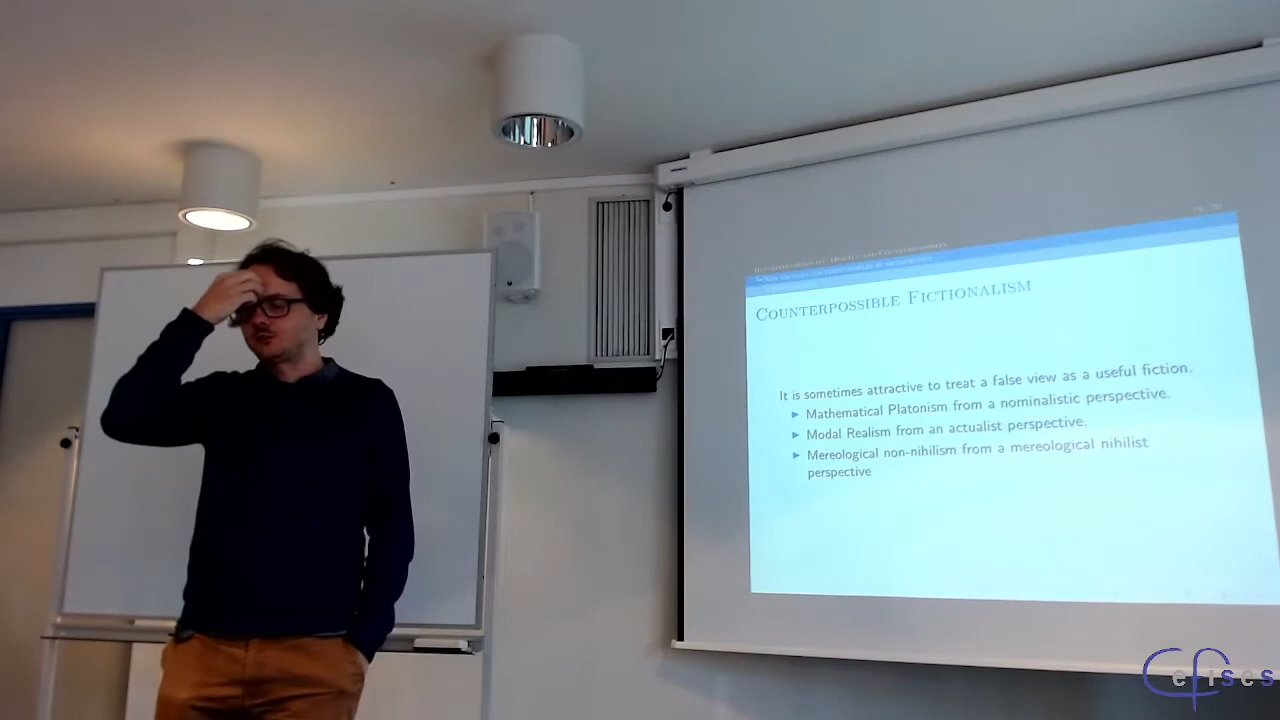 COUNTERPOSSIBLE FICTIONALISM
It is sometimes attractive to treat a false view as a useful fiction.
Mathematical Platonism from a nominalistic perspective.
Modal Realism from an actualist perspective.
Mereological non-nihilism from a mereological nihilist
perspective
Cefises